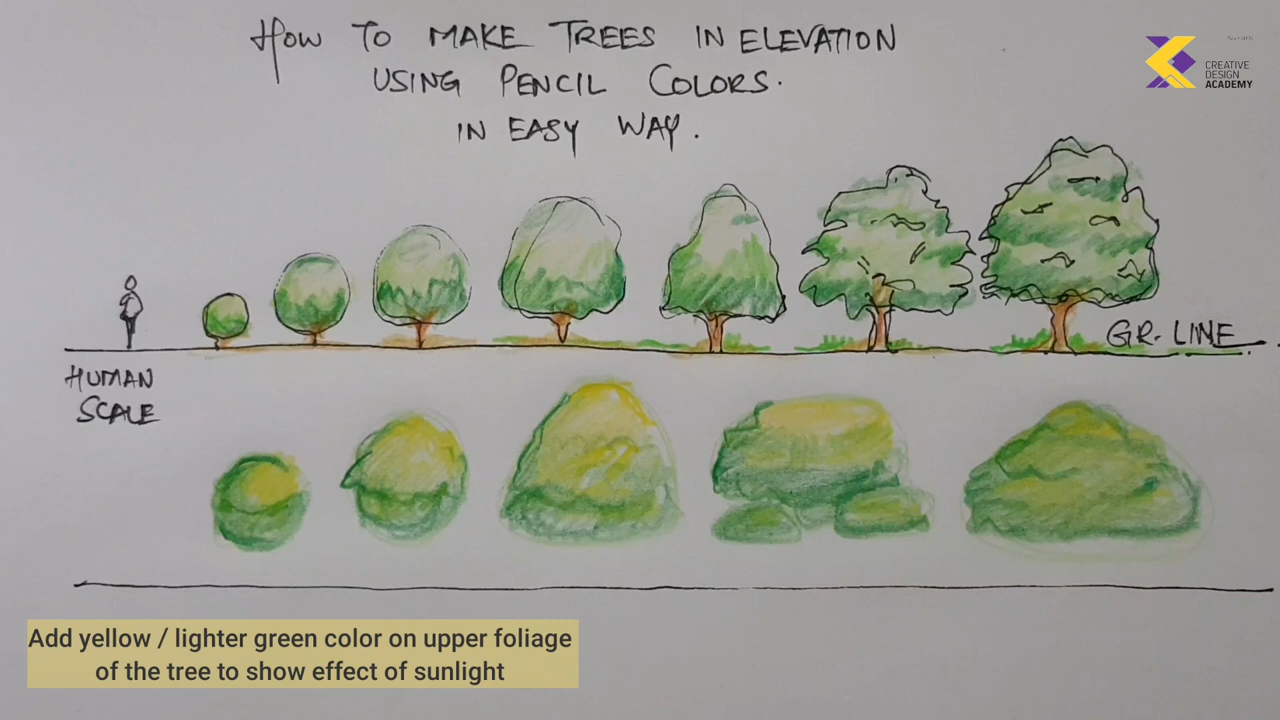 How TO MAKE TREES IN ELEVATION
USING PENCIL COLORS.
IN EASY WAY.
CREATIVE
DESIGN
ACADEMY
GR. LINE
HUMAN
SCALE
Add yellow / lighter green color on upper foliage
of the tree to show effect of sunlight